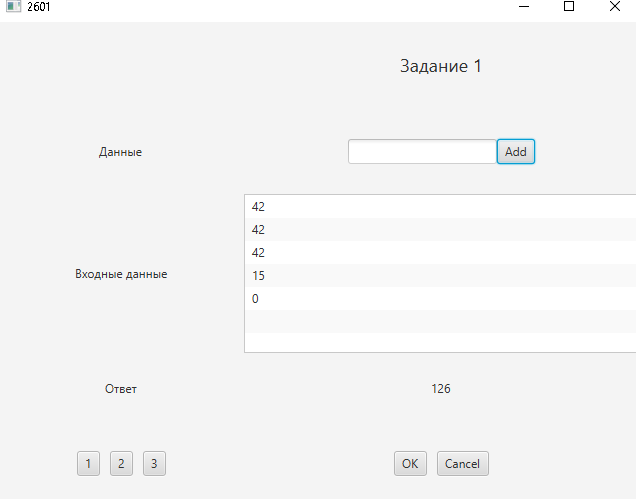 2601
Задание 1
Данные
Add
42
42
42
15
0
Входные данные
Ответ
126
1 2 3
OK Cancel